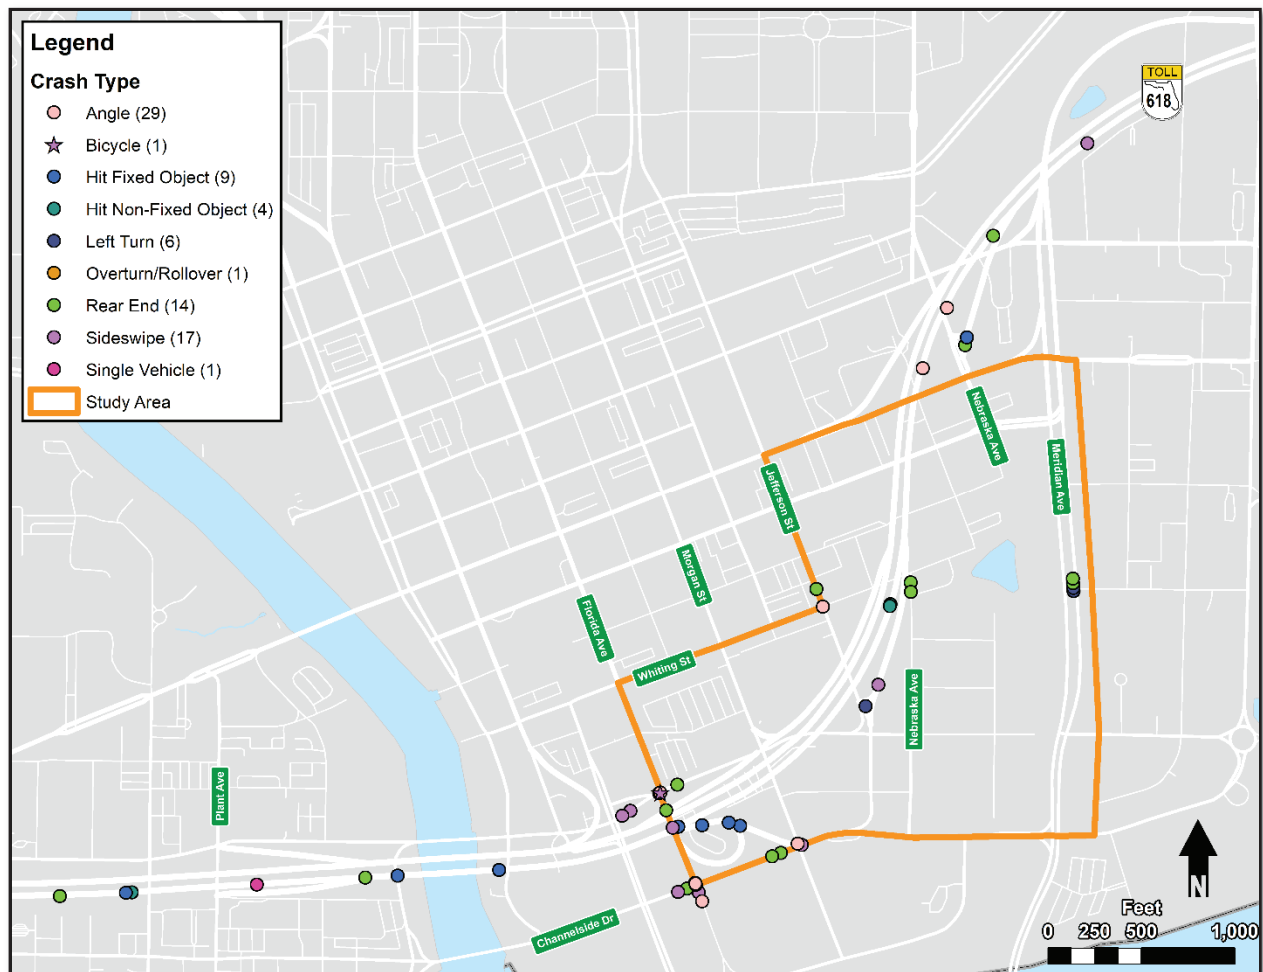 Legend
Crash Type
Angle (29)
Bicycle (1)
Hit Fixed Object (9)
Hit Non-Fixed Object (4)
Left Turn (6)
Overturn/Rollover (1)
Rear End (14)
Sideswipe (17)
Single Vehicle (1)
Study Area
TOLL
618
Nebraska Ave
Meridian Ave
Jefferson St
Morgan St
Florida Ave
Whiting St
Nebraska Ave
Plant Ave
Channelside Dr
N
Feet
0 250 500 1,000